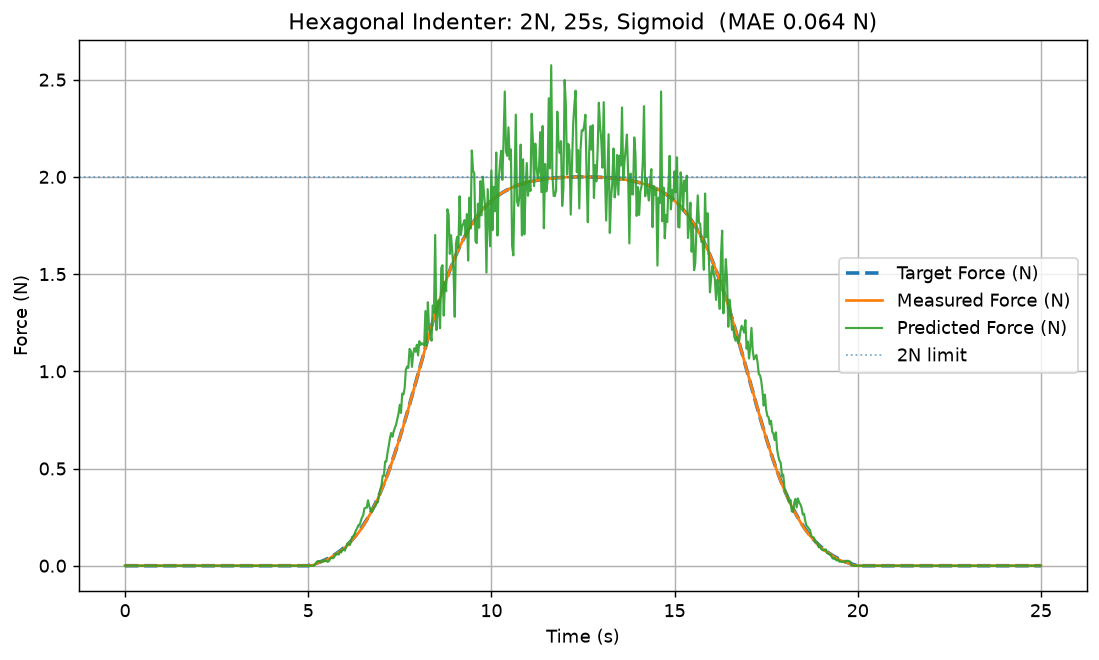 Hexagonal Indenter: 2N, 25s, Sigmoid  (MAE 0.064 N)
Force (N)
2.5
2.0
1.5
1.0
0.5
0.0
Target Force (N)
Measured Force (N)
Predicted Force (N)
2N limit
0 5 10 15 20 25
Time (s)